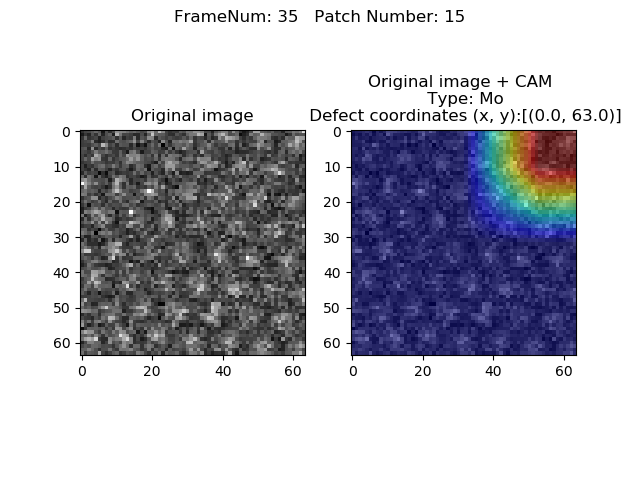 FrameNum: 35   Patch Number: 15
Original image
Original image + CAM
Type: Mo
Defect coordinates (x, y):[(0.0, 63.0)]
0
10
20
30
40
50
60
0 20 40 60
0
10
20
30
40
50
60
0 20 40 60